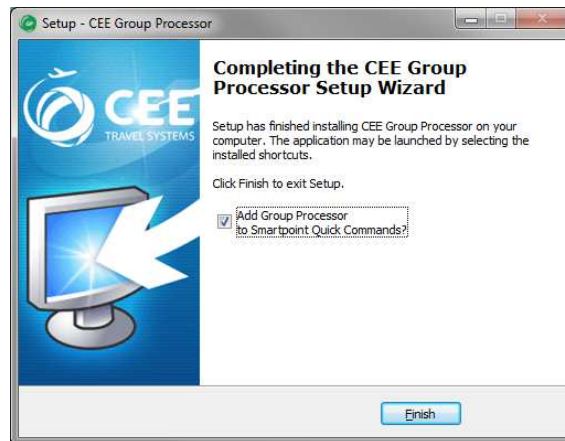 Setup - CEE Group Processor
CEE
TRAVEL SYSTEMS
Completing the CEE Group
Processor Setup Wizard
Setup has finished installing CEE Group Processor on your
computer. The application may be launched by selecting the
installed shortcuts.
Click Finish to exit Setup.
Add Group Processor
to Smartpoint Quick Commands?
Finish